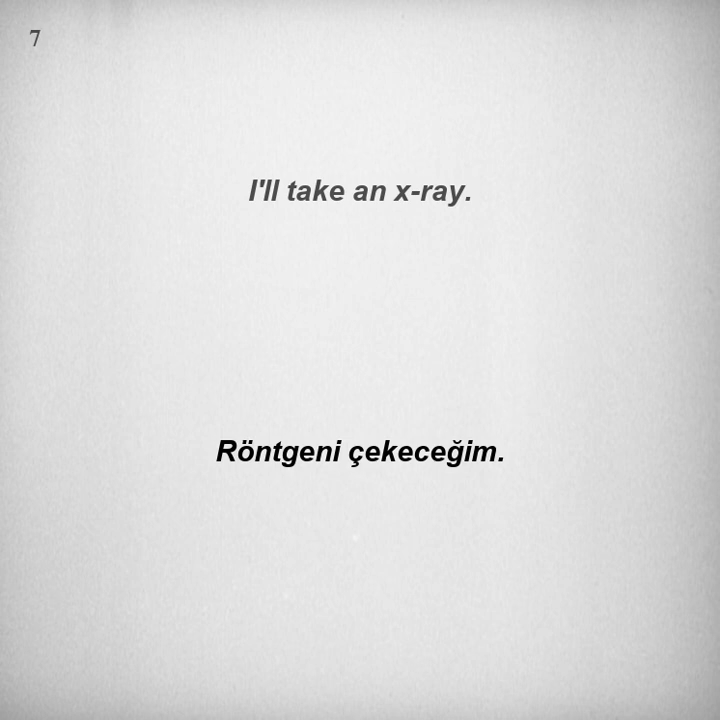 7
I'll take an x-ray.
Röntgeni çekeceğim.